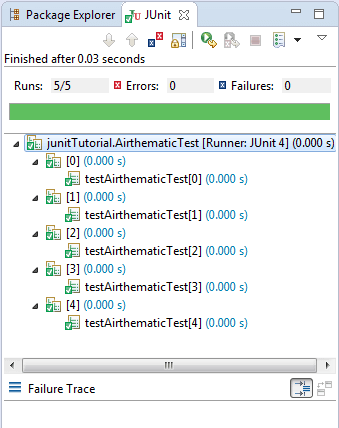 Package Explorer JUnit
Finished after 0.03 seconds
Runs: 5/5 Errors: 0 Failures: 0
junitTutorial.AirthematicTest [Runner: JUnit 4] (0.000 s)
[0] (0.000 s)
testAirthematicTest[0] (0.000 s)
[1] (0.000 s)
testAirthematicTest[1] (0.000 s)
[2] (0.000 s)
testAirthematicTest[2] (0.000 s)
[3] (0.000 s)
testAirthematicTest[3] (0.000 s)
[4] (0.000 s)
testAirthematicTest[4] (0.000 s)
Failure Trace